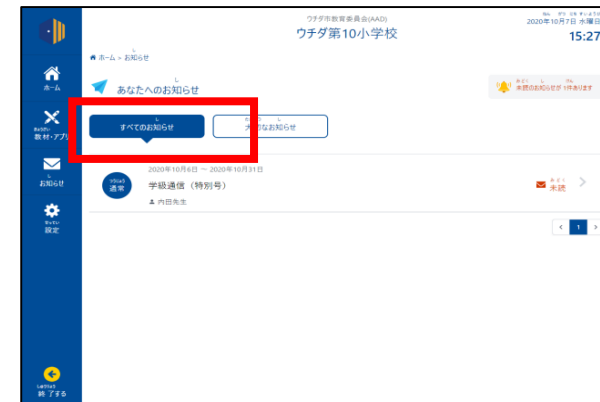 ウチダ市教育委員会(AAD)
ウチダ第10小学校
2020年10月7日 水曜日
15:27
ホーム » お知らせ
ホーム
教材・アプリ
お知らせ
設定
終了する
あなたへのお知らせ
未読のお知らせが 1件あります
すべてのお知らせ
なお知らせ
2020年10月6日 ～ 2020年10月31日
通常
学級通信（特別号）
内田先生
未読
1